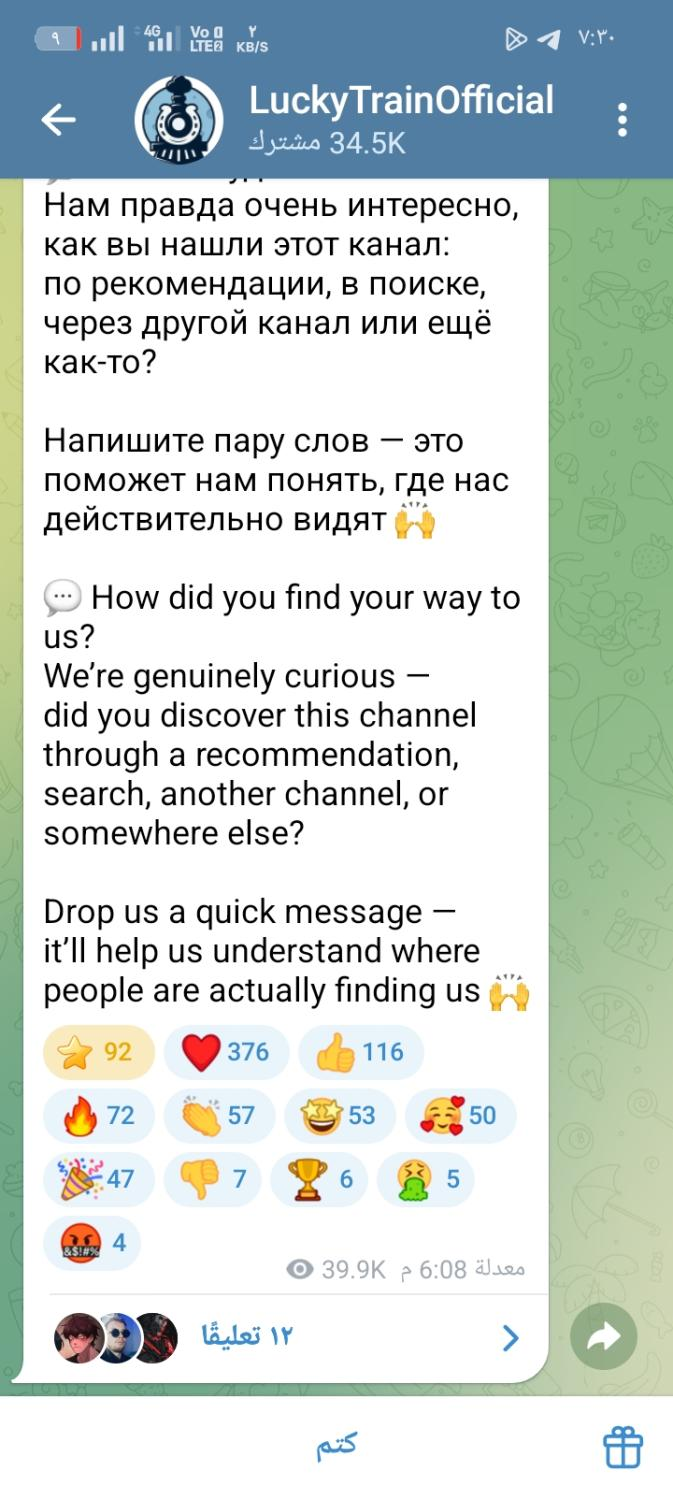 ٩ 4G Vo LTE2 ٢ KB/S ٧:٣٠
LuckyTrainOfficial
34.5K مشترك
Нам правда очень интересно,
как вы нашли этот канал:
по рекомендации, в поиске,
через другой канал или ещё
как-то?
Напишите пару слов — это
поможет нам понять, где нас
действительно видят 🙌
💬 How did you find your way to
us?
We’re genuinely curious —
did you discover this channel
through a recommendation,
search, another channel, or
somewhere else?
Drop us a quick message —
it’ll help us understand where
people are actually finding us 🙌
⭐ 92 ❤️ 376 👍 116
🔥 72 👏 57 🤩 53 🥰 50
🎉 47 👎 7 🏆 6 🤮 5
🤬 4
39.9K معدلة 6:08 م
١٢ تعليقًا
كتم